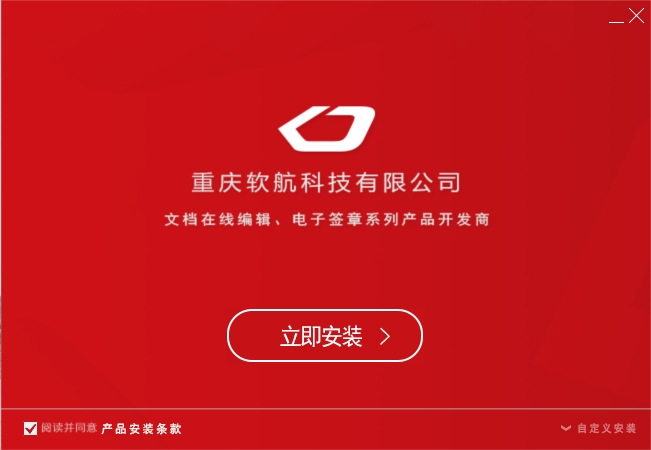 重庆软航科技有限公司
文档在线编辑、电子签章系列产品开发商
立即安装
阅读并同意 产品安装条款
自定义安装